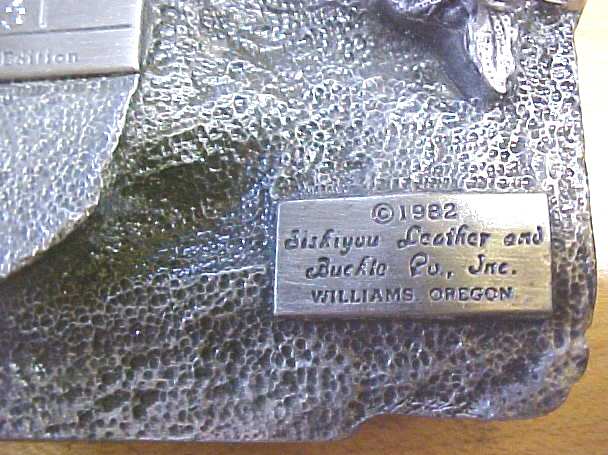 Edition
©1982
Siskiyou Leather and
Buckle Co., Inc.
WILLIAMS OREGON